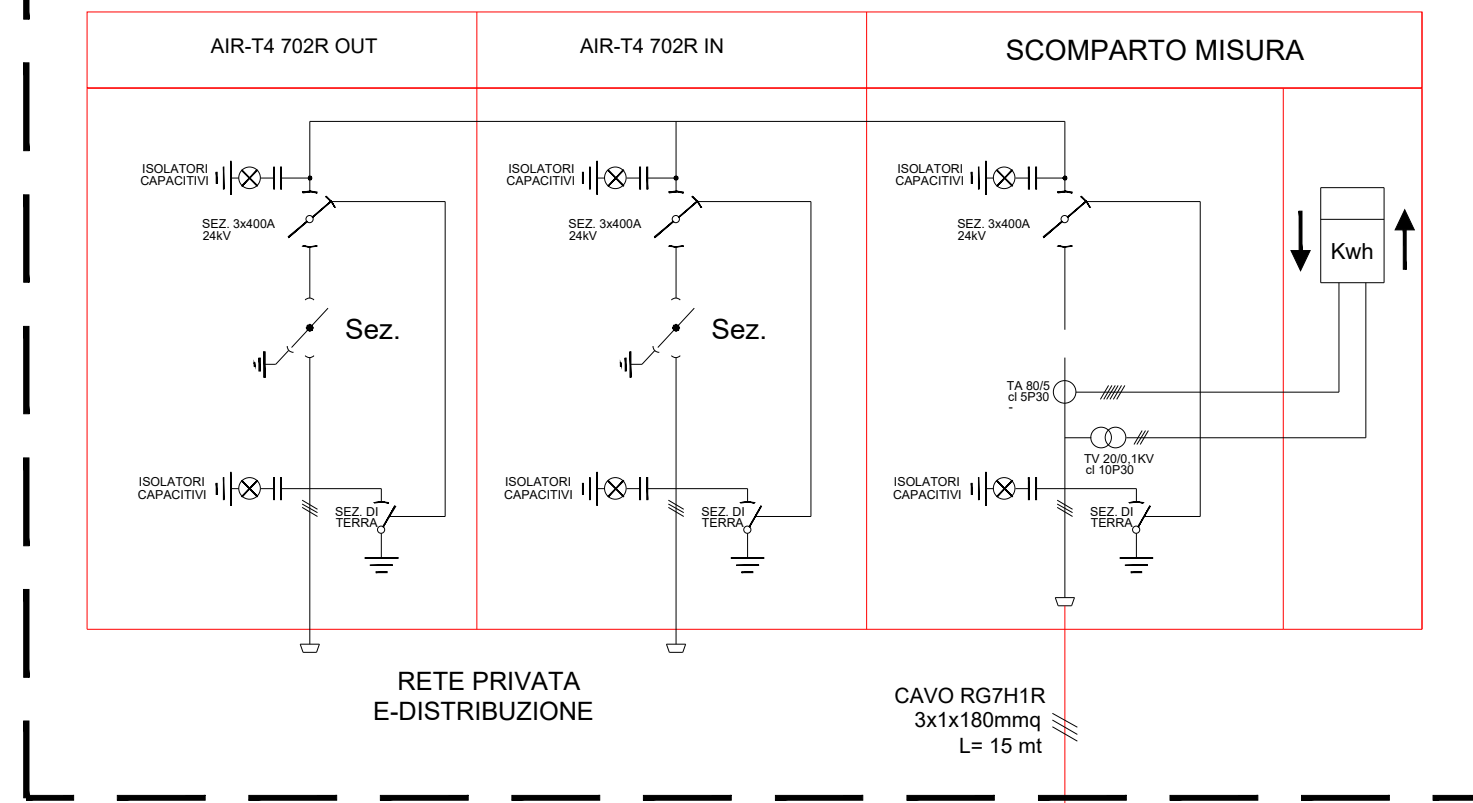 AIR-T4 702R OUT
AIR-T4 702R IN
SCOMPARTO MISURA
ISOLATORI
CAPACITIVI
SEZ. 3x400A
24kV
Sez.
ISOLATORI
CAPACITIVI
SEZ. DI
TERRA
ISOLATORI
CAPACITIVI
SEZ. 3x400A
24kV
Sez.
ISOLATORI
CAPACITIVI
SEZ. DI
TERRA
ISOLATORI
CAPACITIVI
SEZ. 3x400A
24kV
Kwh
TA 80/5
cl 5P30
-
TV 20/0,1KV
cl 10P30
ISOLATORI
CAPACITIVI
SEZ. DI
TERRA
RETE PRIVATA
E-DISTRIBUZIONE
CAVO RG7H1R
3x1x180mmq
L= 15 mt